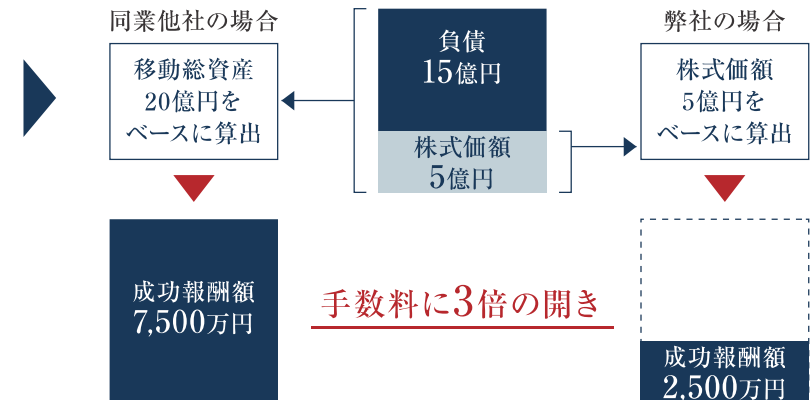 同業他社の場合
移動総資産
20億円を
ベースに算出
負債
15億円
株式価額
5億円
弊社の場合
株式価額
5億円を
ベースに算出
成功報酬額
7,500万円
手数料に3倍の開き
成功報酬額
2,500万円